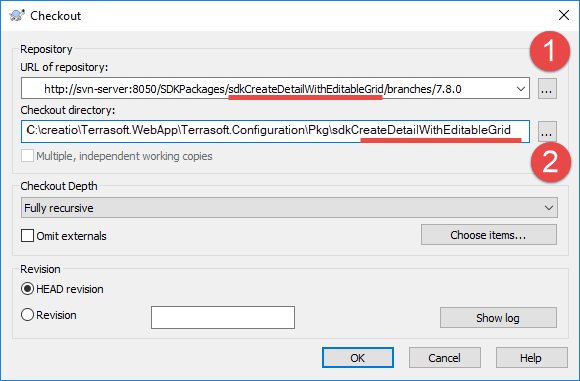 Checkout
Repository
1
URL of repository:
http://svn-server:8050/SDKPackages/sdkCreateDetailWithEditableGrid/branches/7.8.0
...
Checkout directory:
C:\creatio\Terrasoft.WebApp\Terrasoft.Configuration\Pkg\sdkCreateDetailWithEditableGrid
...
Multiple, independent working copies
2
Checkout Depth
Fully recursive
Omit externals
Choose items...
Revision
HEAD revision
Revision
Show log
OK Cancel Help